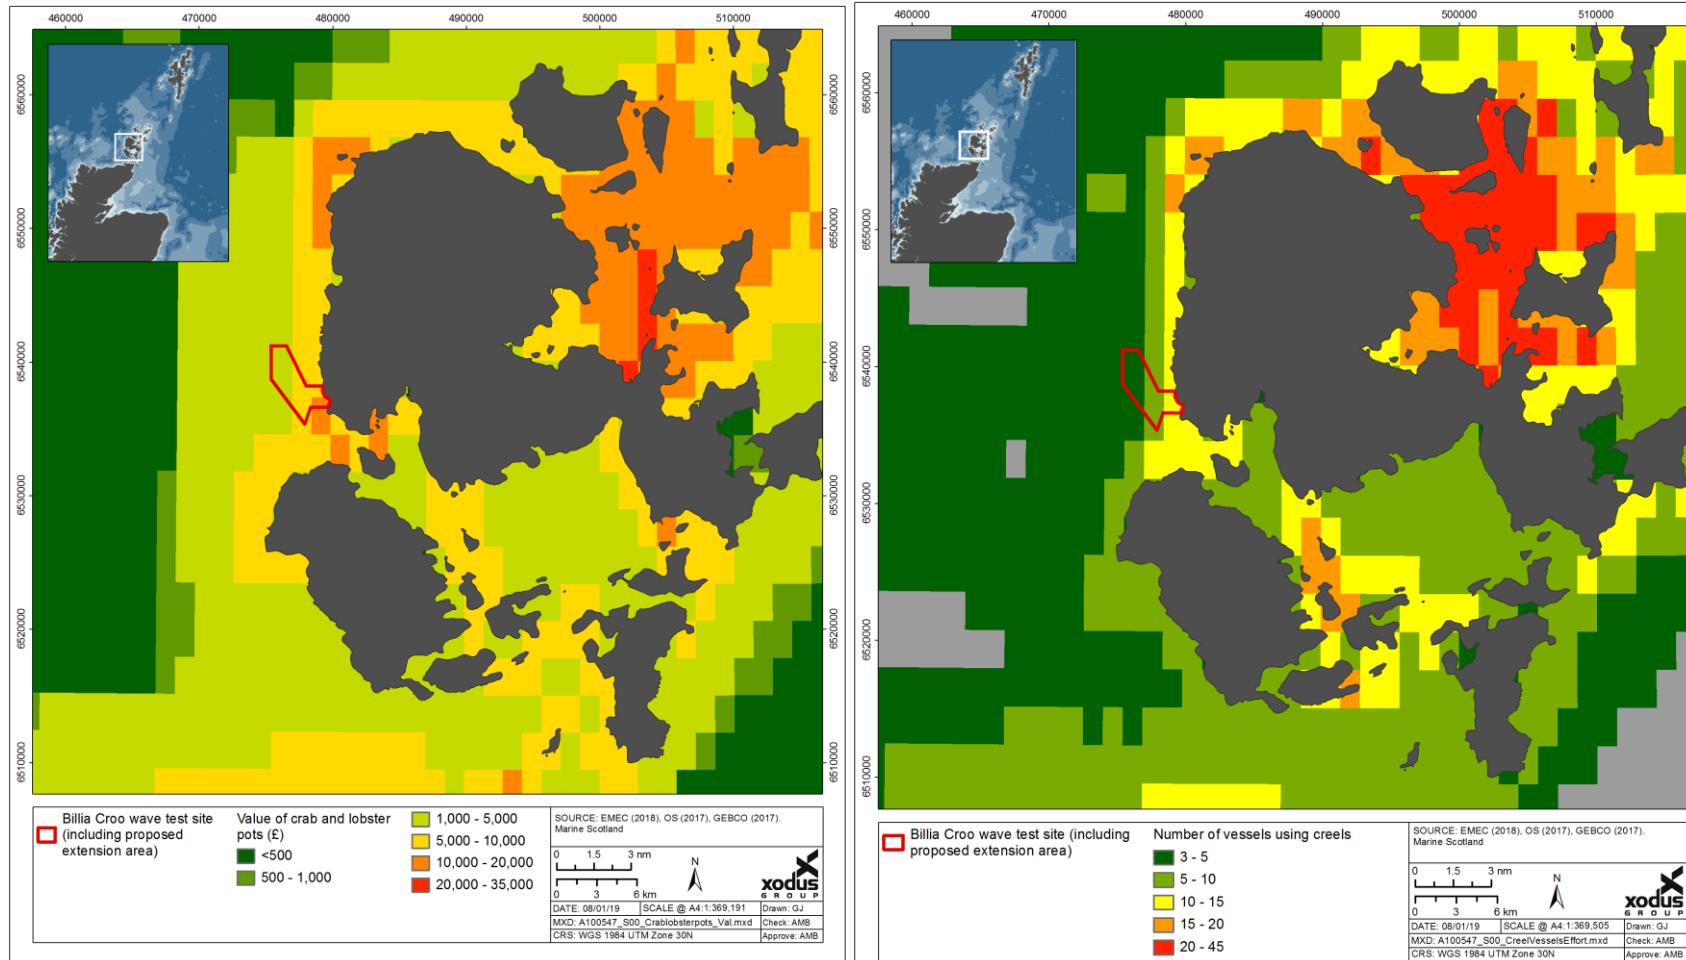 460000 470000 480000 490000 500000 510000
6560000
6550000
6540000
6530000
6520000
6510000
6560000
6550000
6540000
6530000
6520000
6510000
Billia Croo wave test site
(including proposed
extension area)
Value of crab and lobster
pots (£)
<500
500 - 1,000
1,000 - 5,000
5,000 - 10,000
10,000 - 20,000
20,000 - 35,000
SOURCE: EMEC (2018), OS (2017), GEBCO (2017).
Marine Scotland
0 1.5 3 nm
0 3 6 km
N
xodus
GROUP
DATE: 08/01/19
SCALE @ A4:1:369,191
Drawn: GJ
MXD: A100547_S00_Crablobsterpots_Val.mxd
Check: AMB
CRS: WGS 1984 UTM Zone 30N
Approve: AMB
460000 470000 480000 490000 500000 510000
6560000
6550000
6540000
6530000
6520000
6510000
Billia Croo wave test site (including
proposed extension area)
Number of vessels using creels
3 - 5
5 - 10
10 - 15
15 - 20
20 - 45
SOURCE: EMEC (2018), OS (2017), GEBCO (2017).
Marine Scotland
0 1.5 3 nm
0 3 6 km
N
xodus
GROUP
DATE: 08/01/19
SCALE @ A4:1:369,505
Drawn: GJ
MXD: A100547_S00_CreelVesselsEffort.mxd
Check: AMB
CRS: WGS 1984 UTM Zone 30N
Approve: AMB